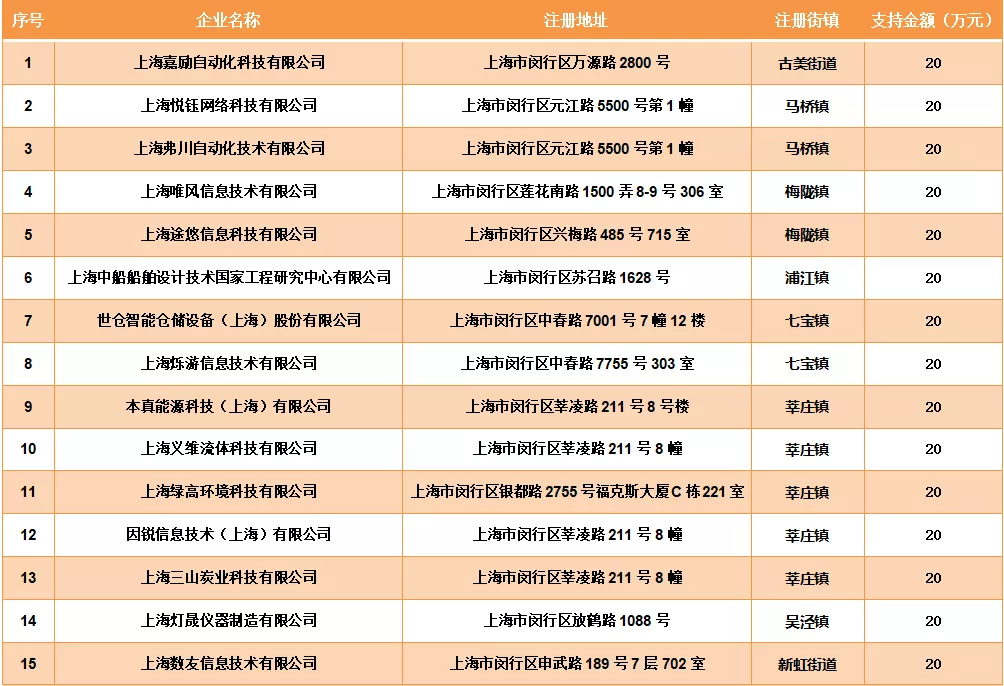 序号 企业名称 注册地址 注册街镇 支持金额（万元）
1 上海嘉励自动化科技有限公司 上海市闵行区万源路2800号 古美街道 20
2 上海悦钰网络科技有限公司 上海市闵行区元江路5500号第1幢 马桥镇 20
3 上海弗川自动化技术有限公司 上海市闵行区元江路5500号第1幢 马桥镇 20
4 上海唯风信息技术有限公司 上海市闵行区莲花南路1500弄8-9号306室 梅陇镇 20
5 上海途悠信息科技有限公司 上海市闵行区兴梅路485号715室 梅陇镇 20
6 上海中船船舶设计技术国家工程研究中心有限公司 上海市闵行区苏召路1628号 浦江镇 20
7 世仓智能仓储设备（上海）股份有限公司 上海市闵行区中春路7001号7幢12楼 七宝镇 20
8 上海烁游信息技术有限公司 上海市闵行区中春路7755号303室 七宝镇 20
9 本真能源科技（上海）有限公司 上海市闵行区莘凌路211号8号楼 莘庄镇 20
10 上海义维流体科技有限公司 上海市闵行区莘凌路211号8幢 莘庄镇 20
11 上海绿高环境科技有限公司 上海市闵行区银都路2755号福克斯大厦C栋221室 莘庄镇 20
12 因锐信息技术（上海）有限公司 上海市闵行区莘凌路211号8幢 莘庄镇 20
13 上海三山炭业科技有限公司 上海市闵行区莘凌路211号8幢 莘庄镇 20
14 上海灯晟仪器制造有限公司 上海市闵行区放鹤路1088号 吴泾镇 20
15 上海数友信息技术有限公司 上海市闵行区申武路189号7层702室 新虹街道 20